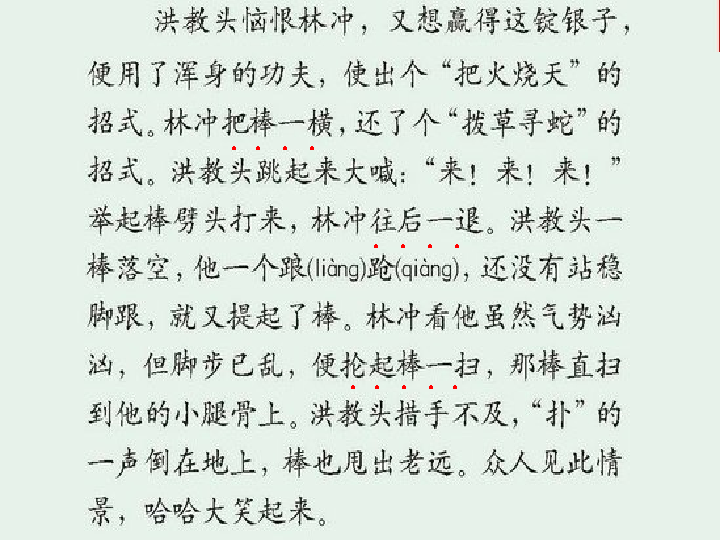 洪教头恼恨林冲，又想赢得这锭银子，
便用了浑身的功夫，使出个“把火烧天”的
招式。林冲把棒一横，还了个“拨草寻蛇”的
招式。洪教头跳起来大喊：“来！来！来！”
举起棒劈头打来，林冲往后一退。洪教头一
棒落空，他一个踉(liàng)跄(qiàng)，还没有站稳
脚跟，就又提起了棒。林冲看他虽然气势汹
汹，但脚步已乱，便抡起棒一扫，那棒直扫
到他的小腿骨上。洪教头措手不及，“扑”的
一声倒在地上，棒也甩出老远。众人见此情
景，哈哈大笑起来。